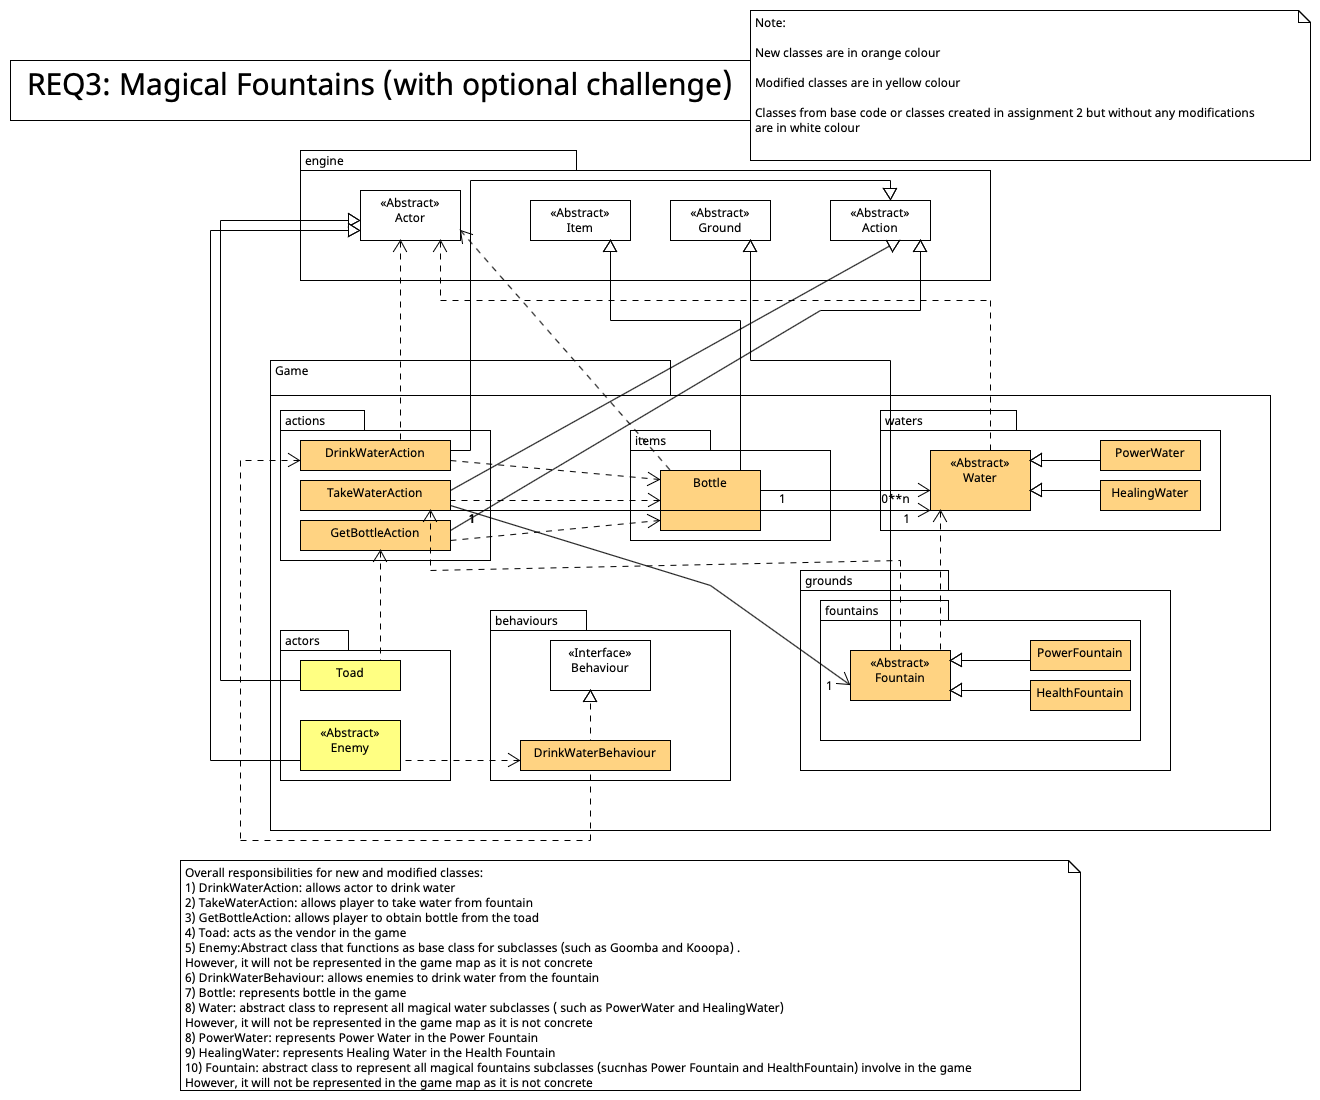 Note:
New classes are in orange colour
Modified classes are in yellow colour
Classes from base code or classes created in assignment 2 but without any modifications
are in white colour
REQ3: Magical Fountains (with optional challenge)
engine
«Abstract»
Actor
«Abstract»
Item
«Abstract»
Ground
«Abstract»
Action
Game
actions
DrinkWaterAction
TakeWaterAction
GetBottleAction
1
items
Bottle
1
0**n
1
waters
«Abstract»
Water
PowerWater
HealingWater
grounds
fountains
«Abstract»
Fountain
1
PowerFountain
HealthFountain
actors
Toad
«Abstract»
Enemy
behaviours
«Interface»
Behaviour
DrinkWaterBehaviour
Overall responsibilities for new and modified classes:
1) DrinkWaterAction: allows actor to drink water
2) TakeWaterAction: allows player to take water from fountain
3) GetBottleAction: allows player to obtain bottle from the toad
4) Toad: acts as the vendor in the game
5) Enemy:Abstract class that functions as base class for subclasses (such as Goomba and Kooopa) .
However, it will not be represented in the game map as it is not concrete
6) DrinkWaterBehaviour: allows enemies to drink water from the fountain
7) Bottle: represents bottle in the game
8) Water: abstract class to represent all magical water subclasses ( such as PowerWater and HealingWater)
However, it will not be represented in the game map as it is not concrete
8) PowerWater: represents Power Water in the Power Fountain
9) HealingWater: represents Healing Water in the Health Fountain
10) Fountain: abstract class to represent all magical fountains subclasses (sucnhas Power Fountain and HealthFountain) involve in the game
However, it will not be represented in the game map as it is not concrete